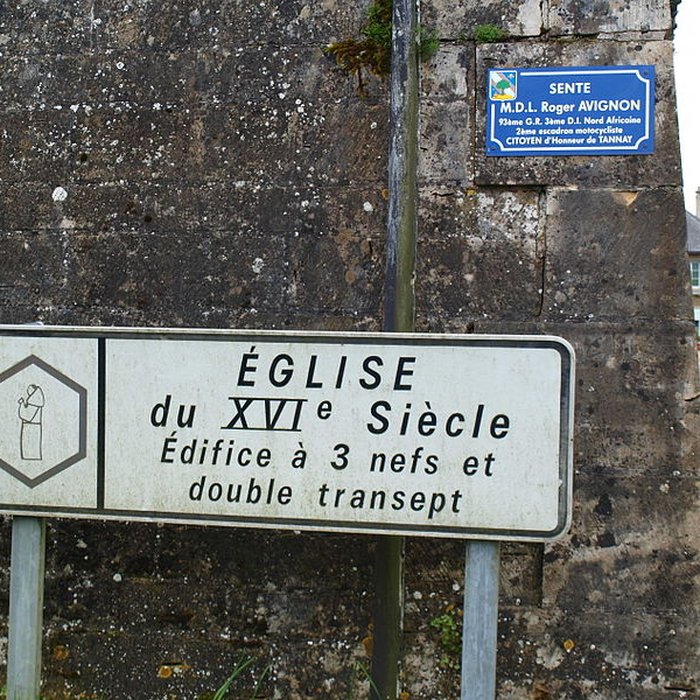 SENTE
M.D.L. Roger AVIGNON
93ème G.R. 3ème D.I. Nord Africaine
2ème escadron motocycliste
CITOYEN d'Honneur de TANNAY
ÉGLISE
du XVIe Siècle
Édifice à 3 nefs et
double transept